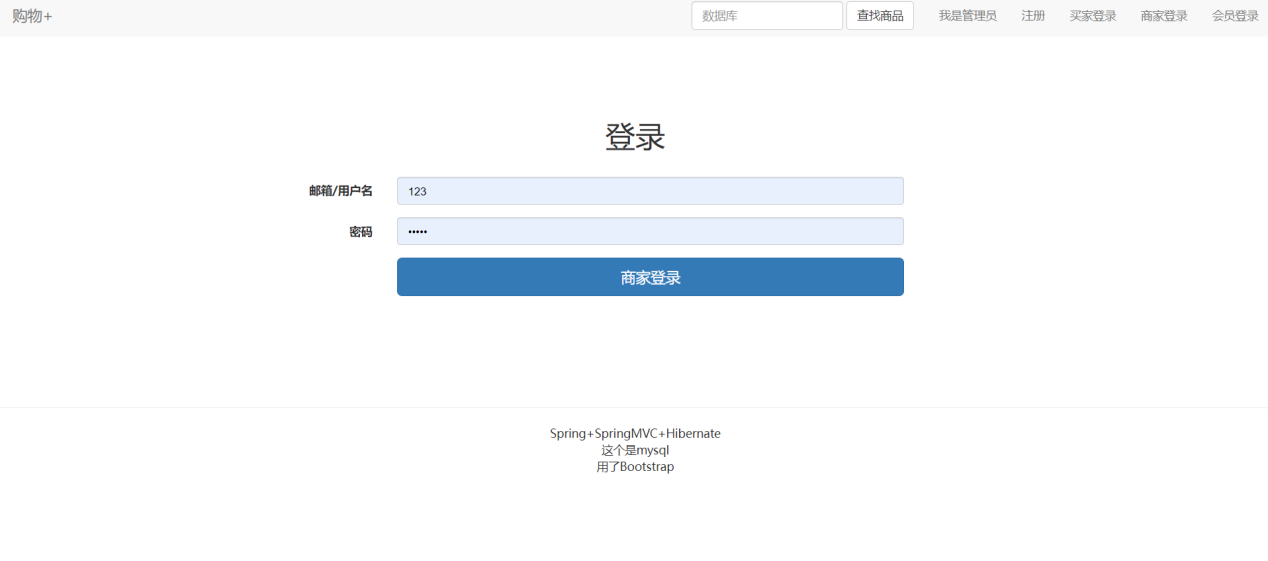 购物+ 数据库 查找商品 我是管理员 注册 买家登录 商家登录 会员登录
登录
邮箱/用户名 123
密码 •••••
商家登录
Spring+SpringMVC+Hibernate
这个是mysql
用了Bootstrap